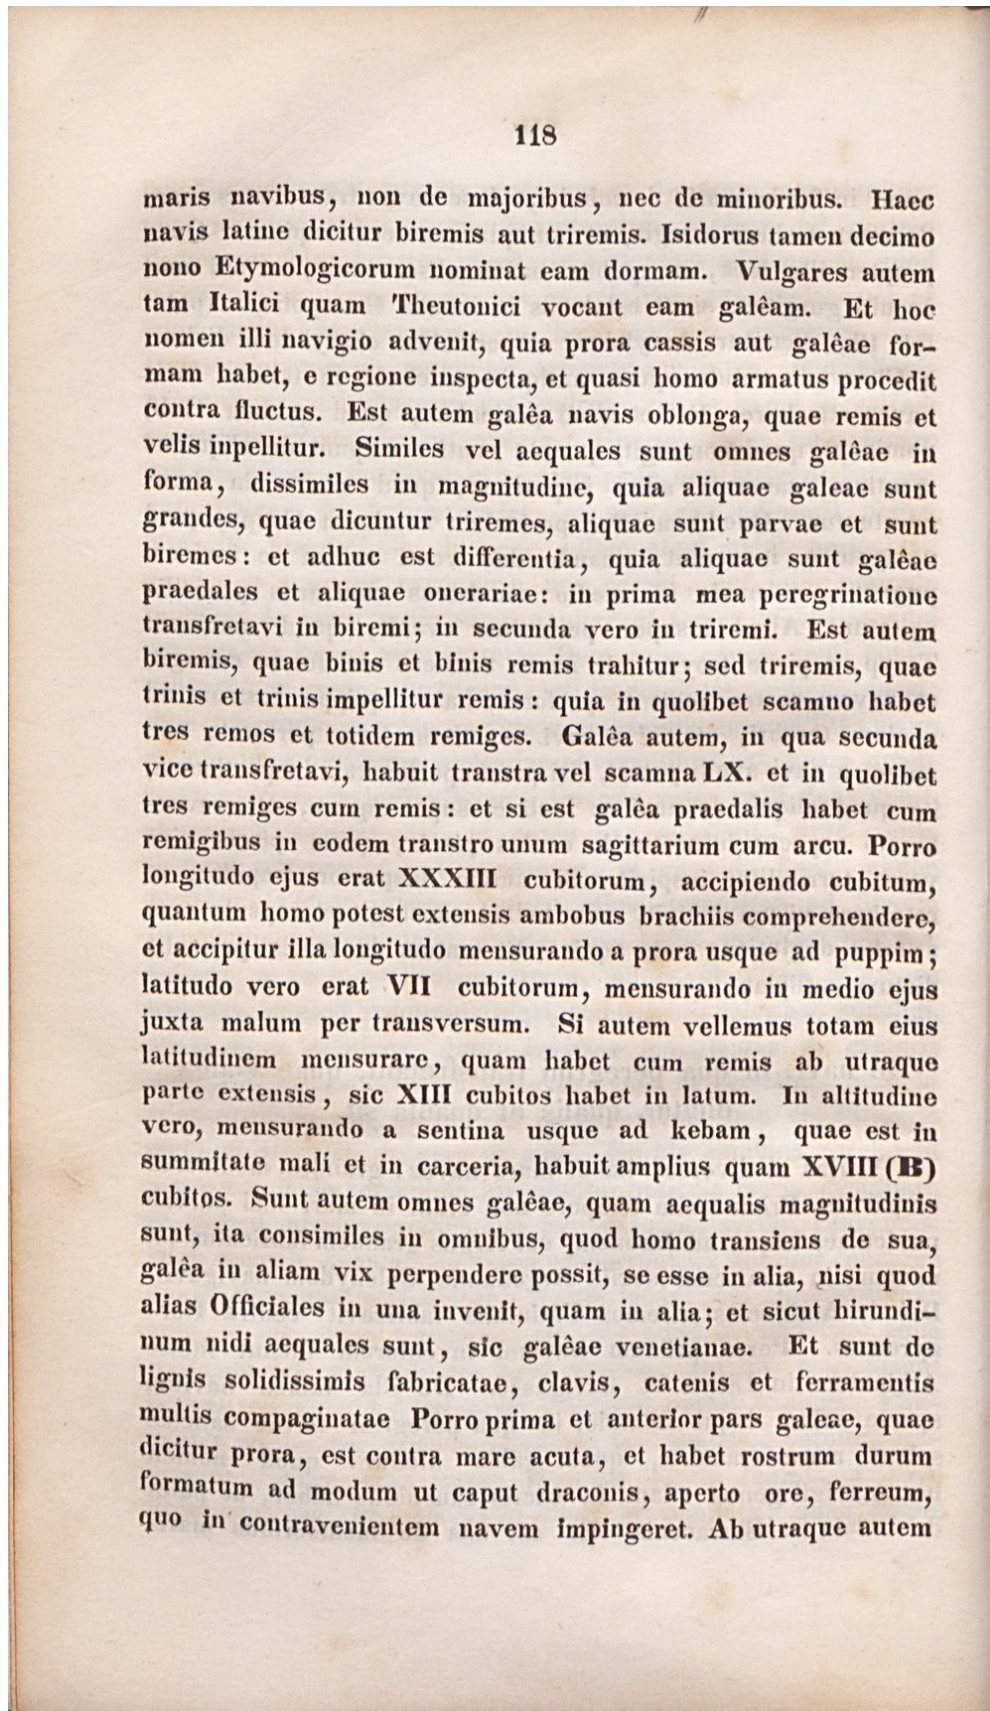 118
maris navibus, non de majoribus, nec de minoribus. Haec
navis latine dicitur biremis aut triremis. Isidorus tamen decimo
nono Etymologicorum nominat eam dormam. Vulgares autem
tam Italici quam Theutonici vocant eam galêam. Et hoc
nomen illi navigio advenit, quia prora cassis aut galêae for-
mam habet, e regione inspecta, et quasi homo armatus procedit
contra fluctus. Est autem galêa navis oblonga, quae remis et
velis inpellitur. Similes vel aequales sunt omnes galêae in
forma, dissimiles in magnitudine, quia aliquae galeae sunt
grandes, quae dicuntur triremes, aliquae sunt parvae et sunt
biremes: et adhuc est differentia, quia aliquae sunt galêae
praedales et aliquae onerariae: in prima mea peregrinatione
transfretavi in biremi; in secunda vero in triremi. Est autem
biremis, quae binis et binis remis trahitur; sed triremis, quae
trinis et trinis impellitur remis: quia in quolibet scamno habet
tres remos et totidem remiges. Galêa autem, in qua secunda
vice transfretavi, habuit transtra vel scamna LX. et in quolibet
tres remiges cum remis: et si est galêa praedalis habet cum
remigibus in eodem transtro unum sagittarium cum arcu. Porro
longitudo ejus erat XXXIII cubitorum, accipiendo cubitum,
quantum homo potest extensis ambobus brachiis comprehendere,
et accipitur illa longitudo mensurando a prora usque ad puppim;
latitudo vero erat VII cubitorum, mensurando in medio ejus
juxta malum per transversum. Si autem vellemus totam eius
latitudinem mensurare, quam habet cum remis ab utraque
parte extensis, sic XIII cubitos habet in latum. In altitudine
vero, mensurando a sentina usque ad kebam, quae est in
summitate mali et in carceria, habuit amplius quam XVIII (B)
cubitos. Sunt autem omnes galêae, quam aequalis magnitudinis
sunt, ita consimiles in omnibus, quod homo transiens de sua,
galêa in aliam vix perpendere possit, se esse in alia, nisi quod
alias Officiales in una invenit, quam in alia; et sicut hirundi-
num nidi aequales sunt, sic galêae venetianae. Et sunt de
lignis solidissimis fabricatae, clavis, catenis et ferramentis
multis compaginatae Porro prima et anterior pars galeae, quae
dicitur prora, est contra mare acuta, et habet rostrum durum
formatum ad modum ut caput draconis, aperto ore, ferreum,
quo in contravenientem navem impingeret. Ab utraque autem